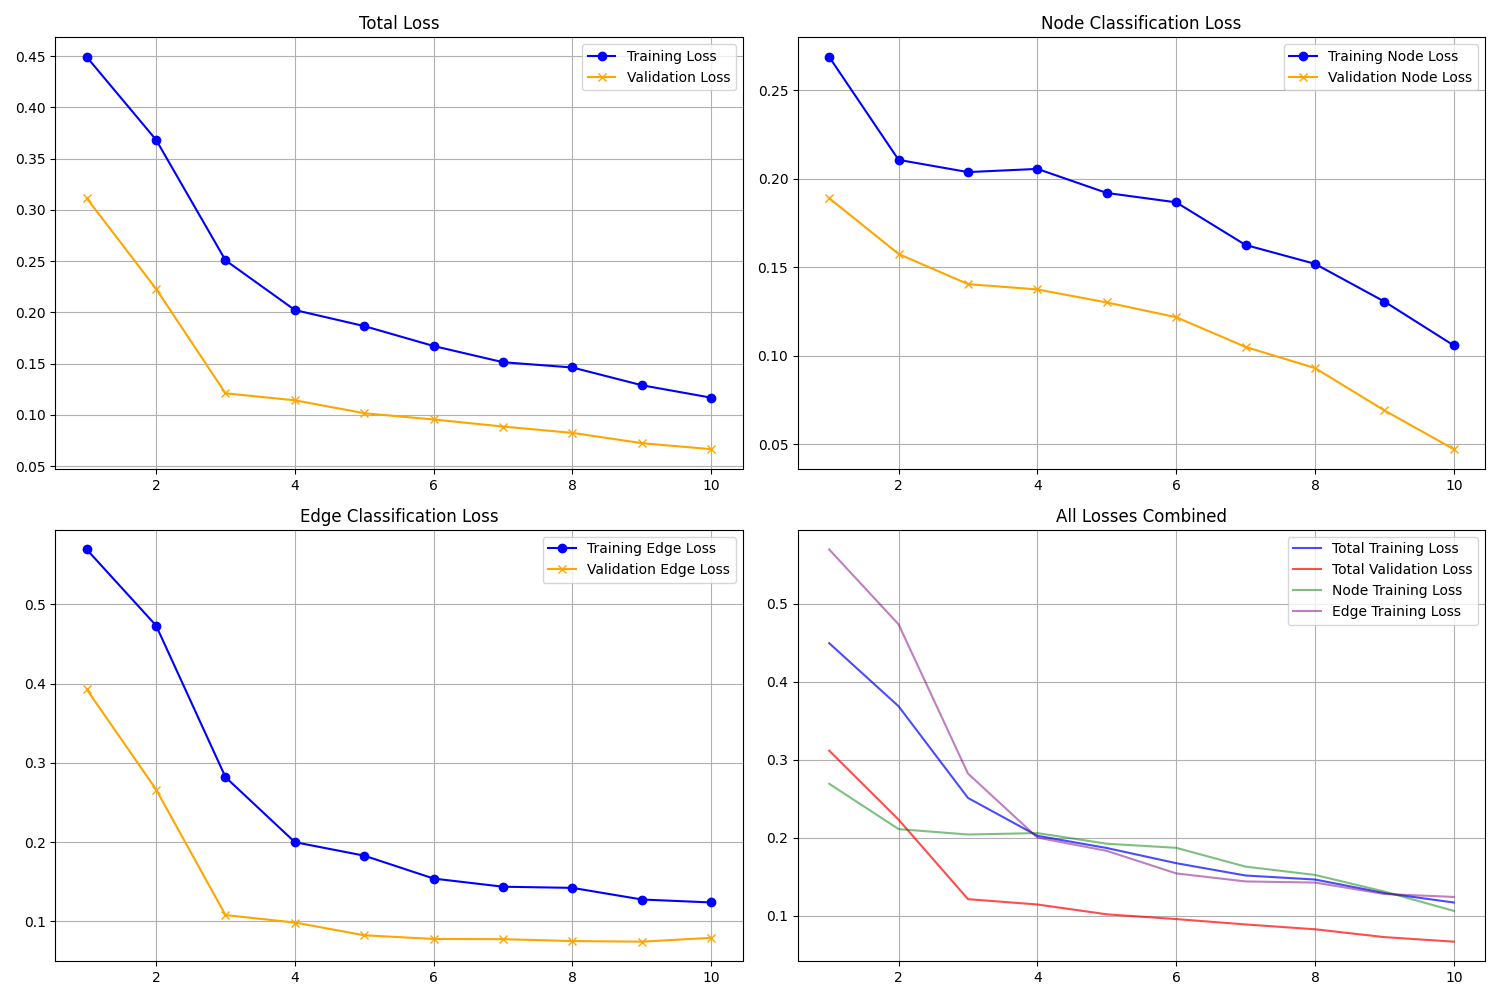 Total Loss
0.45
0.40
0.35
0.30
0.25
0.20
0.15
0.10
0.05
2 4 6 8 10
Training Loss
Validation Loss
Node Classification Loss
0.25
0.20
0.15
0.10
0.05
2 4 6 8 10
Training Node Loss
Validation Node Loss
Edge Classification Loss
0.5
0.4
0.3
0.2
0.1
2 4 6 8 10
Training Edge Loss
Validation Edge Loss
All Losses Combined
0.5
0.4
0.3
0.2
0.1
2 4 6 8 10
Total Training Loss
Total Validation Loss
Node Training Loss
Edge Training Loss